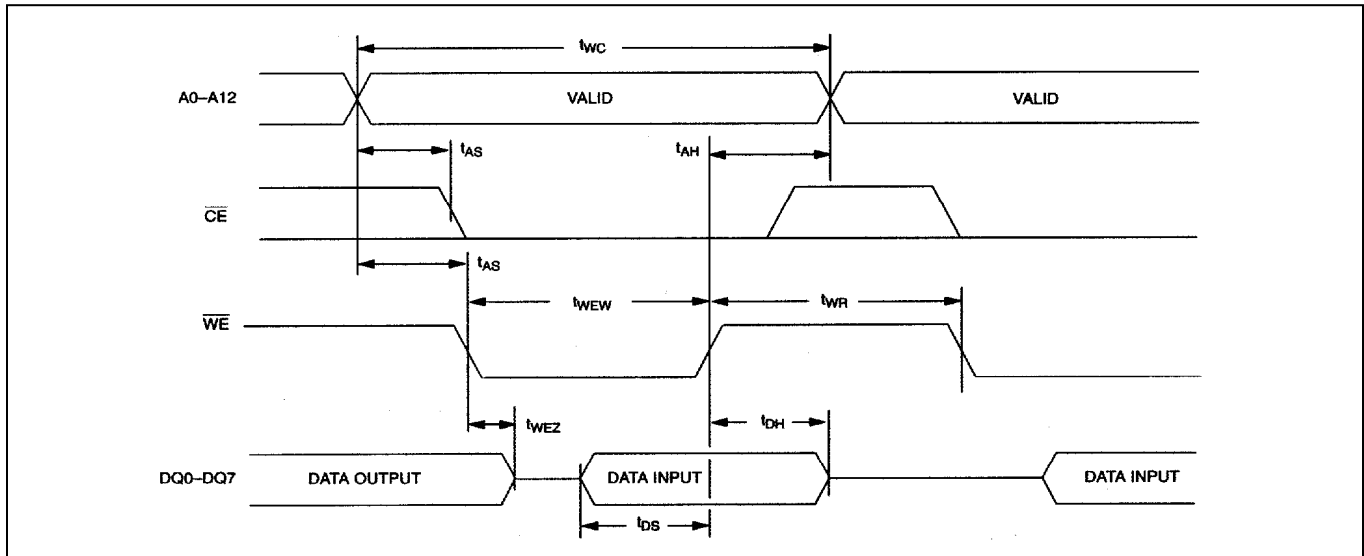 tWC
A0–A12 VALID VALID
tAS tAH
CE
tAS
tWEW tWR
WE
tWEZ tDH
DQ0–DQ7 DATA OUTPUT DATA INPUT DATA INPUT
tDS